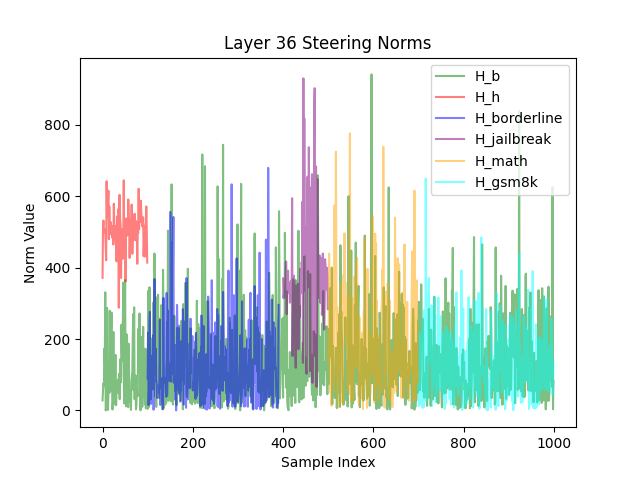 Layer 36 Steering Norms
H_b
H_h
H_borderline
H_jailbreak
H_math
H_gsm8k
Norm Value
800
600
400
200
0
0
200
400
600
800
1000
Sample Index